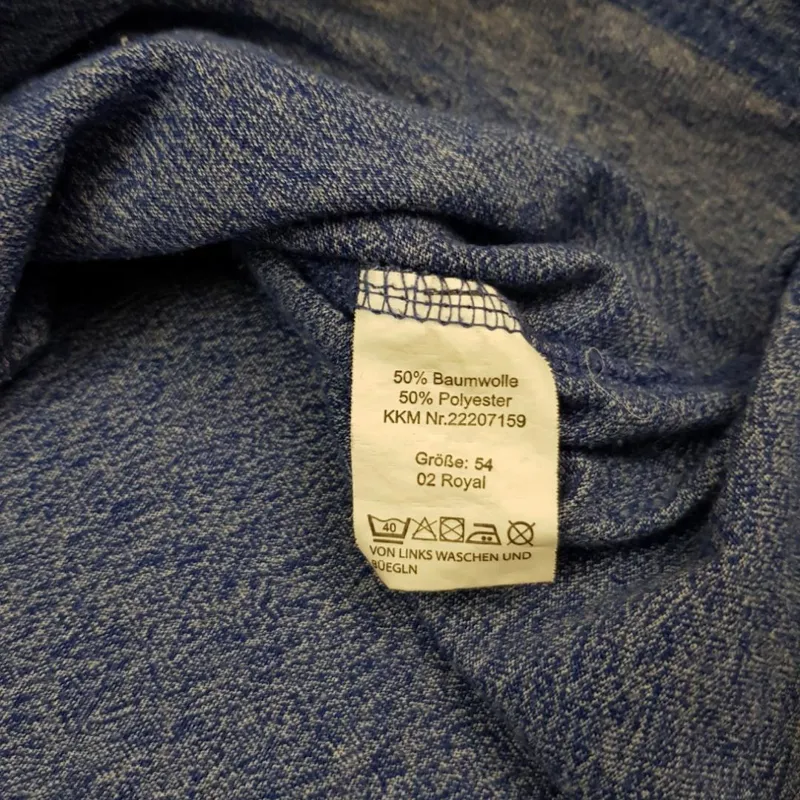 50% Baumwolle
50% Polyester
KKM Nr.22207159
Größe: 54
02 Royal
40
VON LINKS WASCHEN UND
BÜEGLN